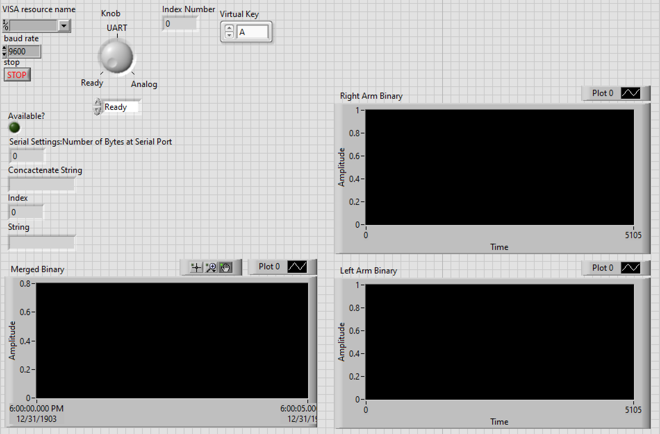 VISA resource name
Knob
Index Number
Virtual Key
UART
0
A
baud rate
9600
stop
STOP
Ready
Analog
Ready
Available?
Serial Settings:Number of Bytes at Serial Port
0
Concactenate String
Index
0
String
Right Arm Binary
Plot 0
Amplitude
1
0.8
0.6
0.4
0.2
0
0
5105
Time
Merged Binary
Plot 0
Amplitude
0.8
0.6
0.4
0.2
0
6:00:00.000 PM
12/31/1903
6:00:05.00
12/31/1
Left Arm Binary
Plot 0
Amplitude
1
0.8
0.6
0.4
0.2
0
0
5105
Time